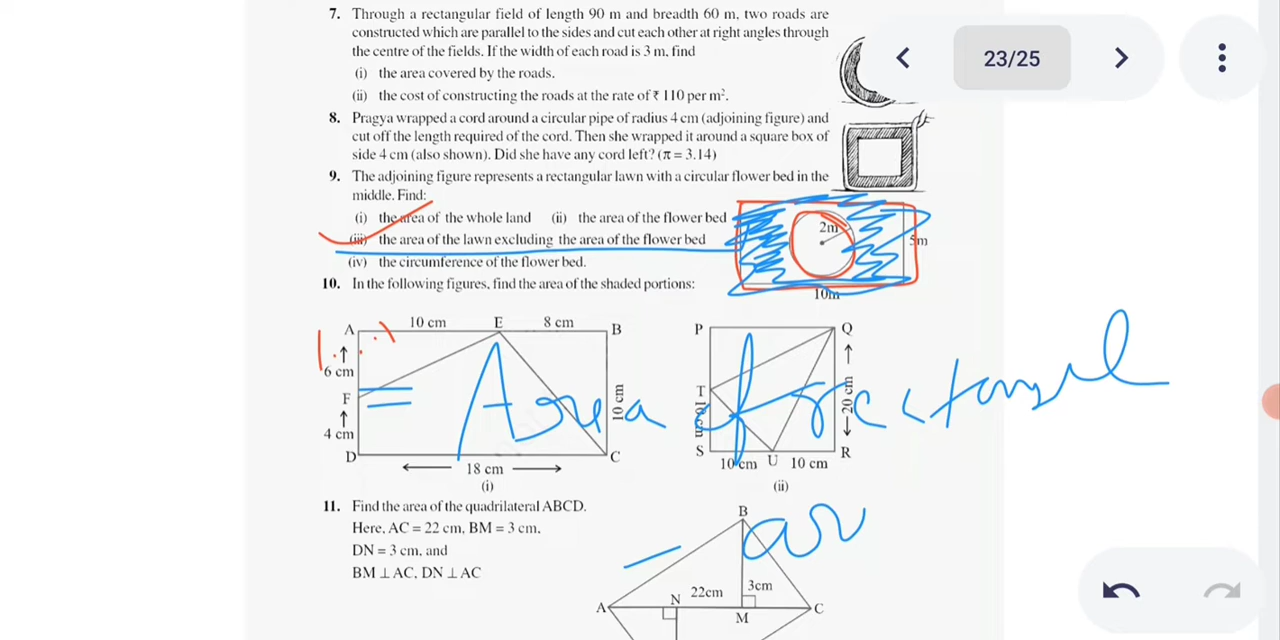 7. Through a rectangular field of length 90 m and breadth 60 m, two roads are
constructed which are parallel to the sides and cut each other at right angles through
the centre of the fields. If the width of each road is 3 m, find
(i) the area covered by the roads.
(ii) the cost of constructing the roads at the rate of ₹ 110 per m².
8. Pragya wrapped a cord around a circular pipe of radius 4 cm (adjoining figure) and
cut off the length required of the cord. Then she wrapped it around a square box of
side 4 cm (also shown). Did she have any cord left? (π = 3.14)
9. The adjoining figure represents a rectangular lawn with a circular flower bed in the
middle. Find:
(i) the area of the whole land (ii) the area of the flower bed
(iii) the area of the lawn excluding the area of the flower bed
(iv) the circumference of the flower bed.
10. In the following figures, find the area of the shaded portions:
23/25
2m
5m
10m
A 10 cm E 8 cm B
6 cm
F
4 cm
D
10 cm
18 cm
C
(i)
P Q
T
10 cm
20 cm
S 10 cm U 10 cm R
(ii)
= Area of
11. Find the area of the quadrilateral ABCD.
Here, AC = 22 cm, BM = 3 cm,
DN = 3 cm, and
BM ⊥ AC, DN ⊥ AC
B
22cm 3cm
A N M C